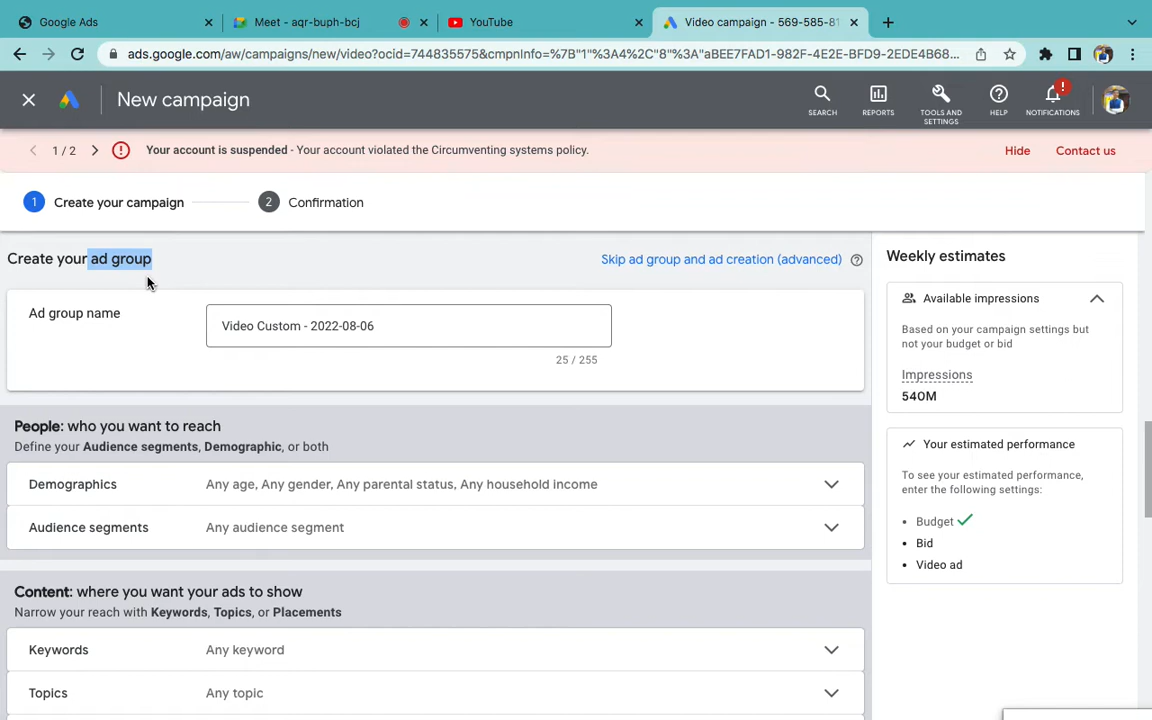 Google Ads
Meet - aqr-buph-bcj
YouTube
Video campaign - 569-585-81
ads.google.com/aw/campaigns/new/video?ocid=744835575&cmpnInfo=%7B"1"%3A4%2C"8"%3A"aBEE7FAD1-982F-4E2E-BFD9-2EDE4B68...
New campaign
SEARCH
REPORTS
TOOLS AND
SETTINGS
HELP
!
NOTIFICATIONS
1 / 2
Your account is suspended - Your account violated the Circumventing systems policy.
Hide
Contact us
1 Create your campaign
2 Confirmation
Create your ad group
Skip ad group and ad creation (advanced)
Ad group name
Video Custom - 2022-08-06
25 / 255
People: who you want to reach
Define your Audience segments, Demographic, or both
Demographics
Any age, Any gender, Any parental status, Any household income
Audience segments
Any audience segment
Content: where you want your ads to show
Narrow your reach with Keywords, Topics, or Placements
Keywords
Any keyword
Topics
Any topic
Weekly estimates
Available impressions
Based on your campaign settings but
not your budget or bid
Impressions
540M
Your estimated performance
To see your estimated performance,
enter the following settings:
• Budget
• Bid
• Video ad